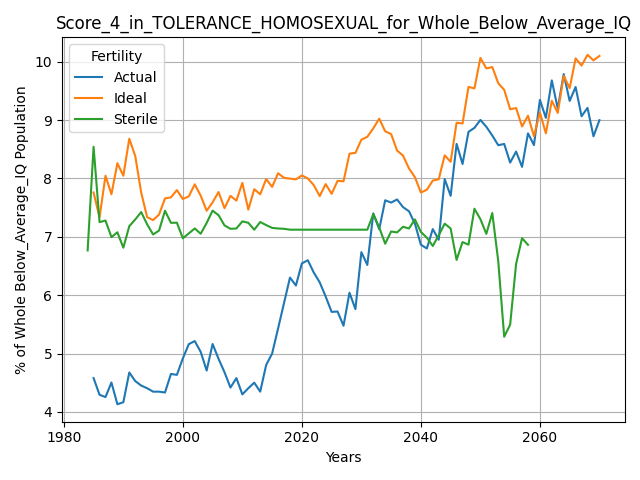 Score_4_in_TOLERANCE_HOMOSEXUAL_for_Whole_Below_Average_IQ
Fertility
Actual
Ideal
Sterile
% of Whole Below_Average_IQ Population
10
9
8
7
6
5
4
1980
2000
2020
2040
2060
Years